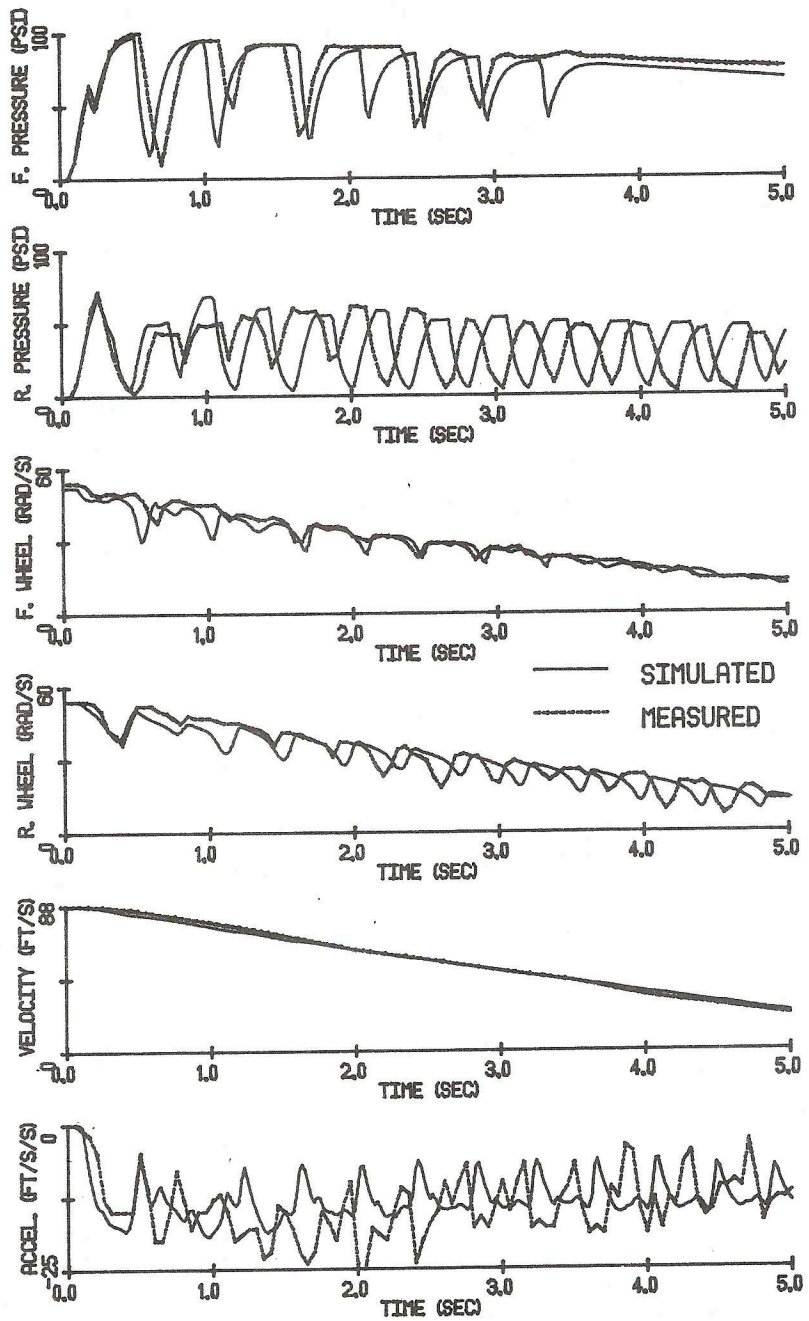 F. PRESSURE (PSI)
100
0
0.0 1.0 2.0 3.0 4.0 5.0
TIME (SEC)
R. PRESSURE (PSI)
100
0
0.0 1.0 2.0 3.0 4.0 5.0
TIME (SEC)
F. WHEEL (RAD/S)
60
0
0.0 1.0 2.0 3.0 4.0 5.0
TIME (SEC)
SIMULATED
MEASURED
R. WHEEL (RAD/S)
60
0
0.0 1.0 2.0 3.0 4.0 5.0
TIME (SEC)
VELOCITY (FT/S)
88
0
0.0 1.0 2.0 3.0 4.0 5.0
TIME (SEC)
ACCEL. (FT/S/S)
0
-25
0.0 1.0 2.0 3.0 4.0 5.0
TIME (SEC)